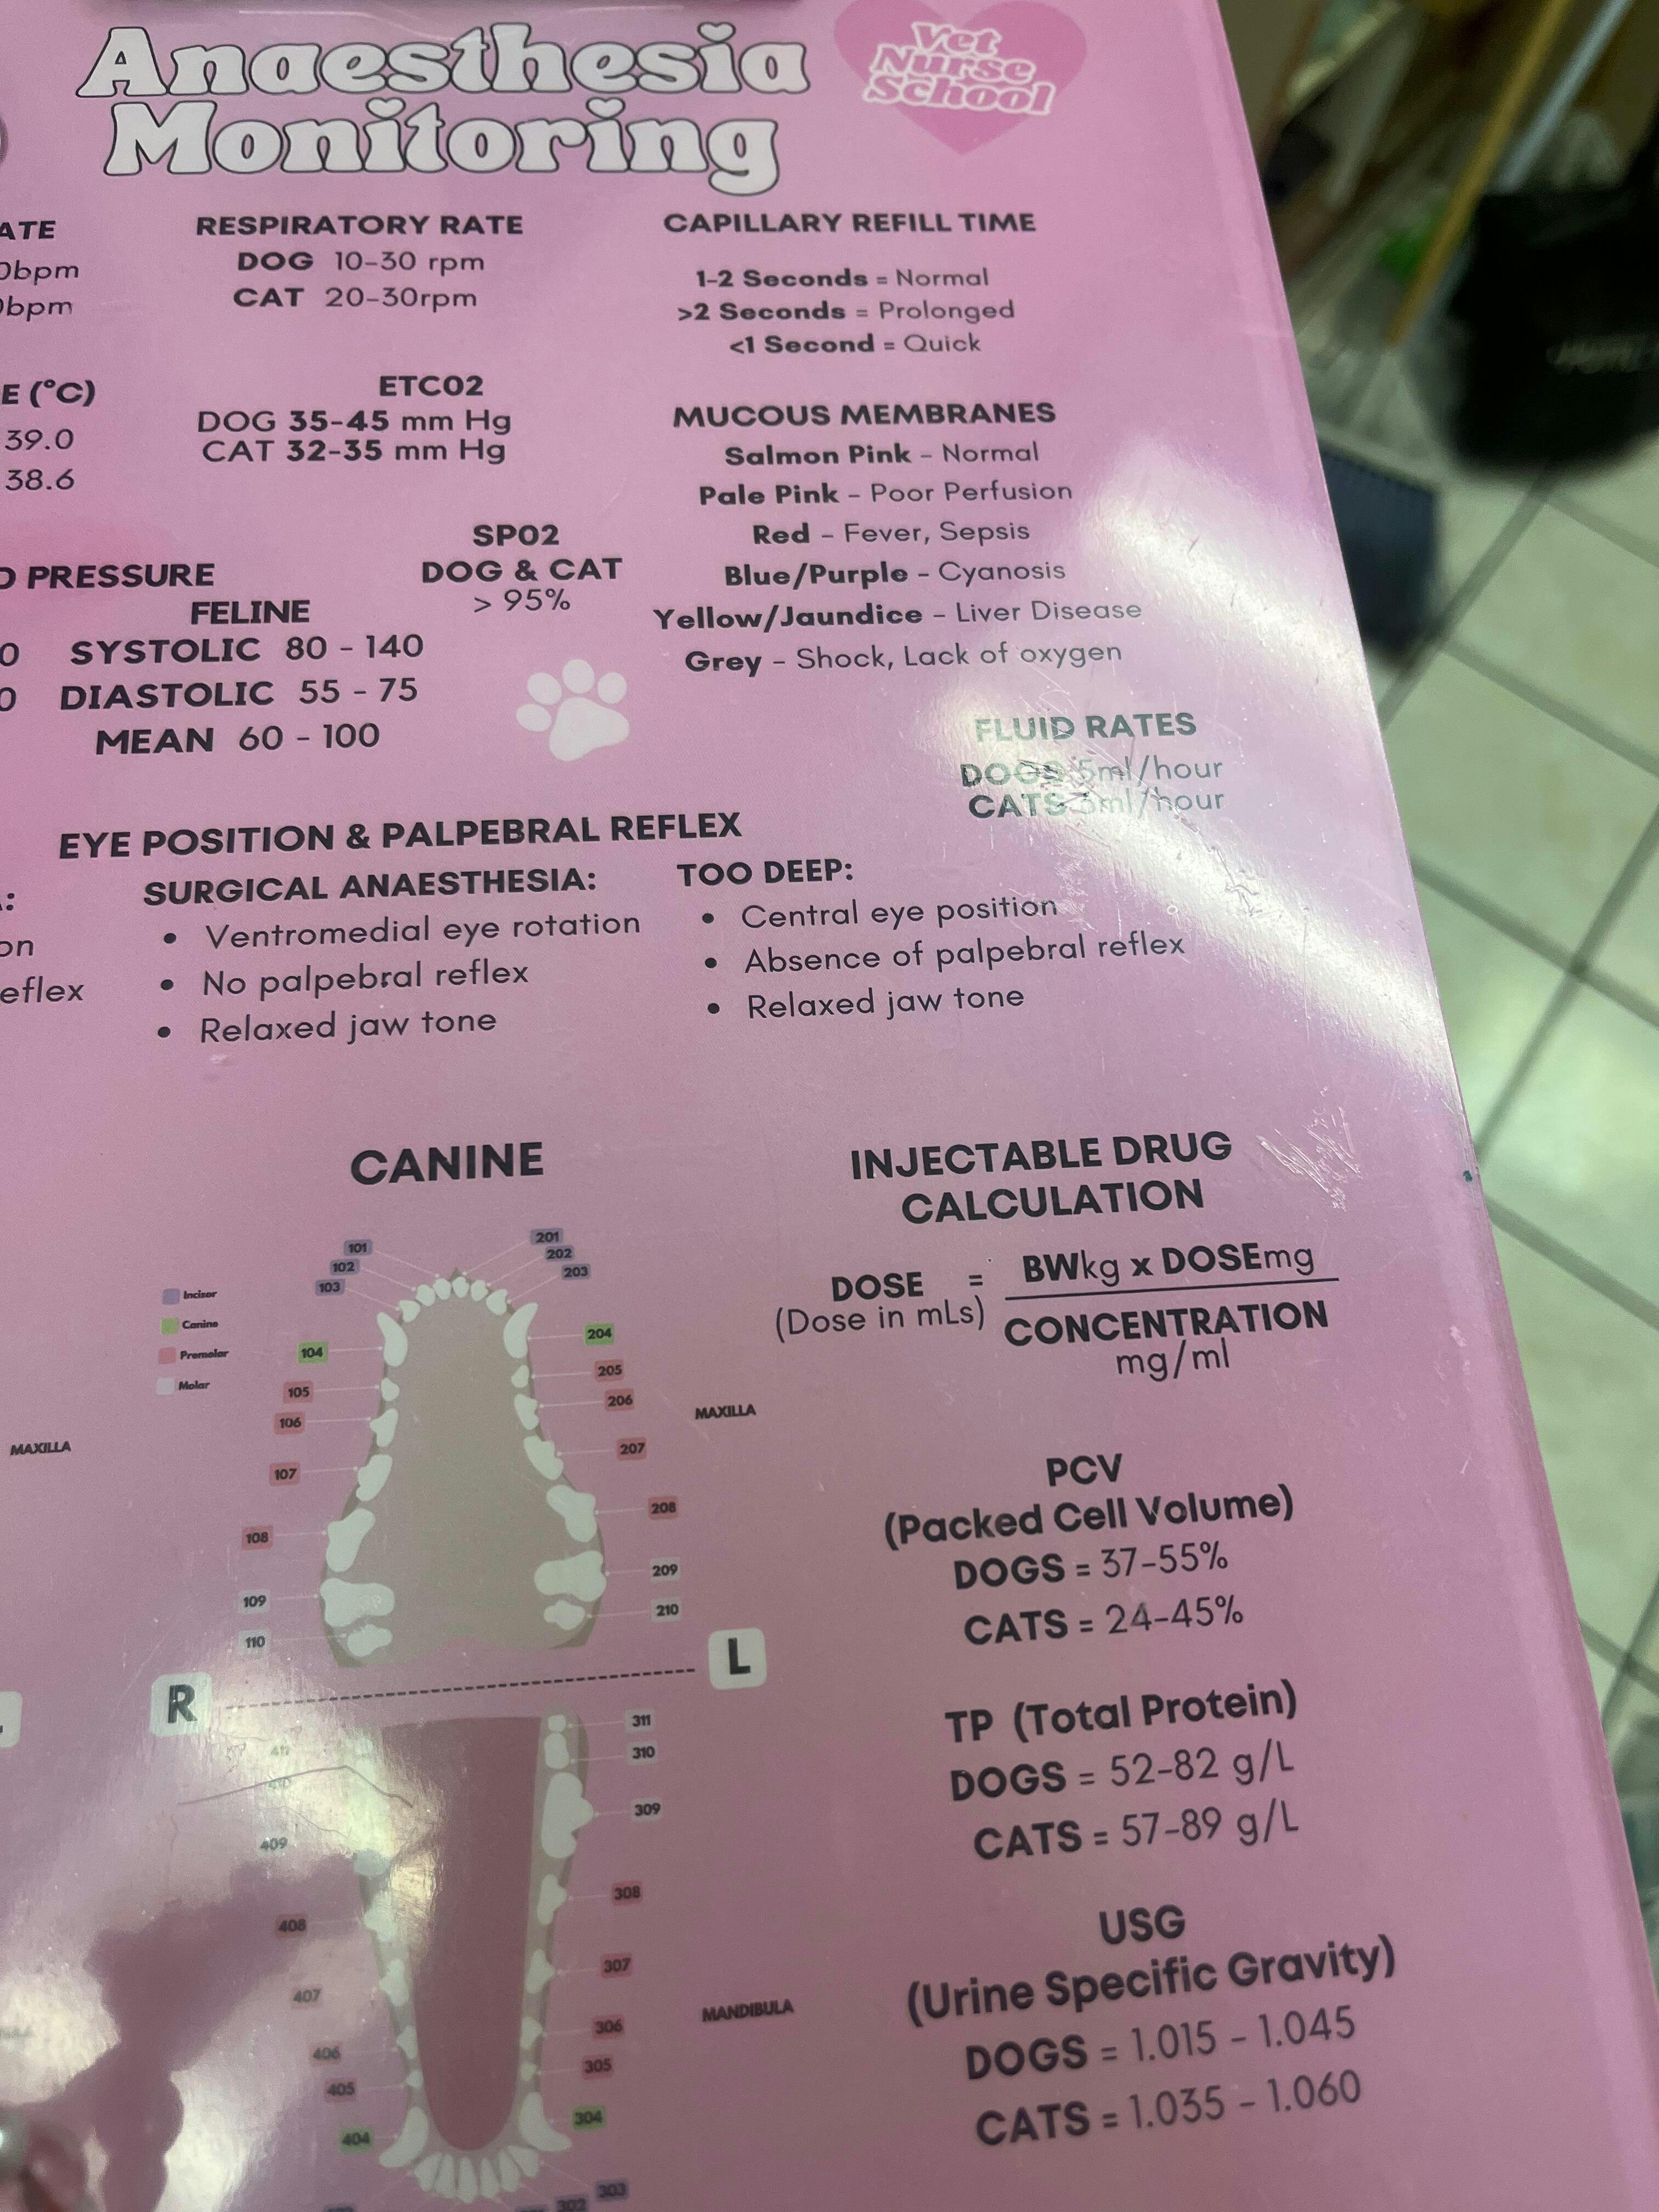 Anaesthesia
Monitoring
Vet
Nurse
School
ATE
0bpm
0bpm
RESPIRATORY RATE
DOG 10-30 rpm
CAT 20-30rpm
CAPILLARY REFILL TIME
1-2 Seconds = Normal
>2 Seconds = Prolonged
<1 Second = Quick
E (°C)
39.0
38.6
ETC02
DOG 35-45 mm Hg
CAT 32-35 mm Hg
MUCOUS MEMBRANES
Salmon Pink - Normal
Pale Pink - Poor Perfusion
Red - Fever, Sepsis
Blue/Purple - Cyanosis
Yellow/Jaundice - Liver Disease
Grey - Shock, Lack of oxygen
SP02
DOG & CAT
> 95%
D PRESSURE
FELINE
0 SYSTOLIC 80 - 140
0 DIASTOLIC 55 - 75
MEAN 60 - 100
FLUID RATES
DOGS 5ml/hour
CATS 3ml/hour
EYE POSITION & PALPEBRAL REFLEX
:
on
eflex
SURGICAL ANAESTHESIA:
• Ventromedial eye rotation
• No palpebral reflex
• Relaxed jaw tone
TOO DEEP:
• Central eye position
• Absence of palpebral reflex
• Relaxed jaw tone
CANINE
Incisor
Canine
Premolar
Molar
101
102
103
104
105
106
107
108
109
110
201
202
203
204
205
206
207
208
209
210
MAXILLA
MAXILLA
R
L
411
410
409
408
407
406
405
404
311
310
309
308
307
306
305
304
303
302
MANDIBULA
INJECTABLE DRUG
CALCULATION
DOSE = BWkg x DOSEmg
(Dose in mLs) CONCENTRATION
mg/ml
PCV
(Packed Cell Volume)
DOGS = 37-55%
CATS = 24-45%
TP (Total Protein)
DOGS = 52-82 g/L
CATS = 57-89 g/L
USG
(Urine Specific Gravity)
DOGS = 1.015 - 1.045
CATS = 1.035 - 1.060